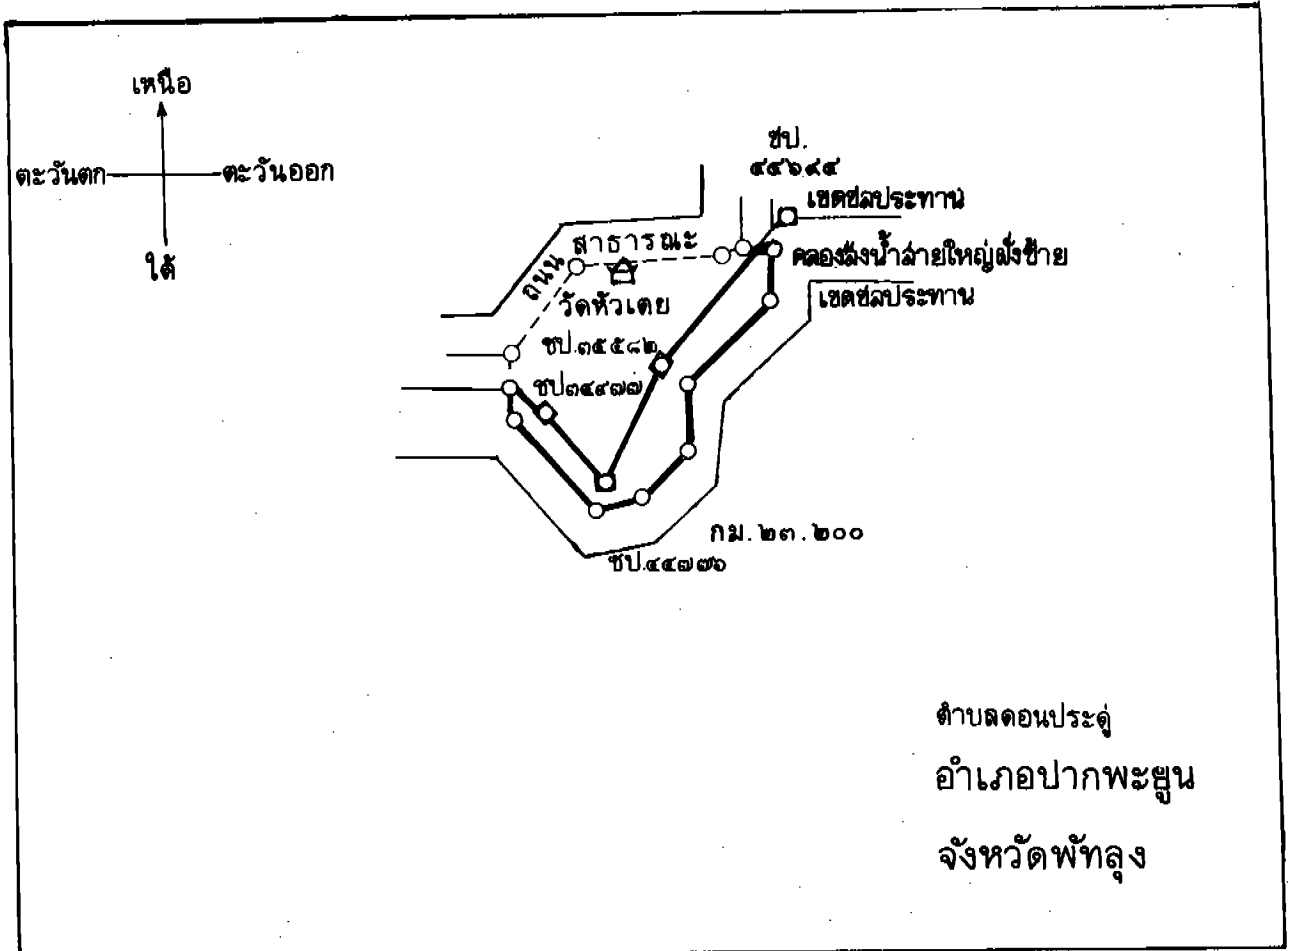 เหนือ
ตะวันตก
ตะวันออก
ใต้
ชป.
๔๔๖๙๔
เขตชลประทาน
ถนน สาธารณะ
คลองส่งน้ำสายใหญ่ฝั่งซ้าย
เขตชลประทาน
วัดหัวเตย
ชป.๓๕๕๘๒
ชป๓๔๙๗๗
กม.๒๓.๒๐๐
ชป.๔๔๗๗๖
ตำบลดอนประดู่
อำเภอปากพะยูน
จังหวัดพัทลุง